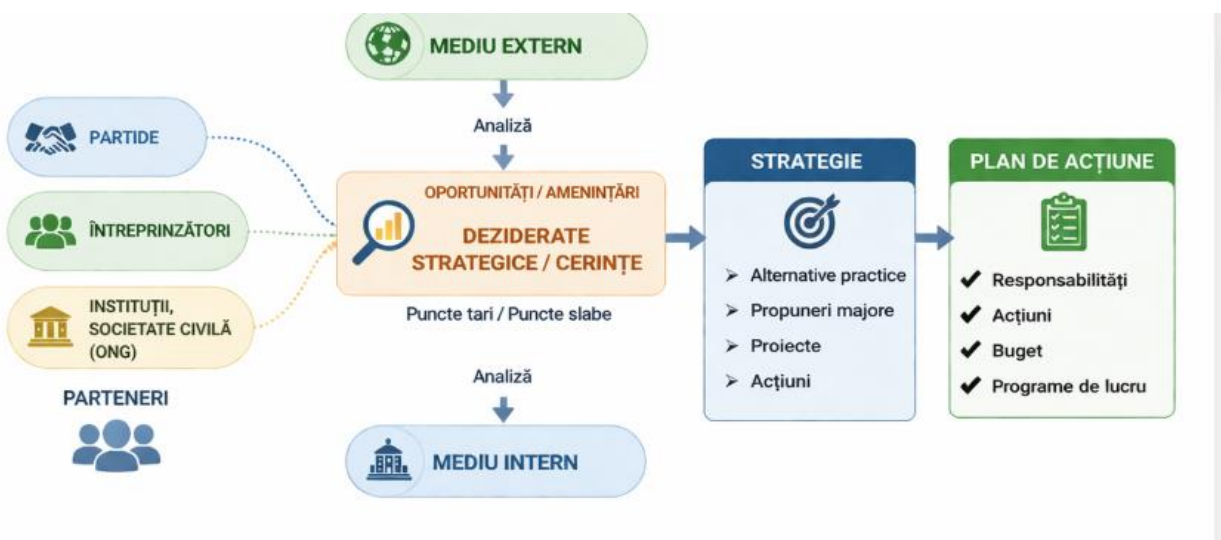 MEDIU EXTERN
Analiză
PARTIDE
ÎNTREPRINZĂTORI
INSTITUȚII,
SOCIETATE CIVILĂ
(ONG)
PARTENERI
OPORTUNITĂȚI / AMENINȚĂRI
DEZIDERATE
STRATEGICE / CERINȚE
Puncte tari / Puncte slabe
Analiză
MEDIU INTERN
STRATEGIE
➢ Alternative practice
➢ Propuneri majore
➢ Proiecte
➢ Acțiuni
PLAN DE ACȚIUNE
✔ Responsabilități
✔ Acțiuni
✔ Buget
✔ Programe de lucru